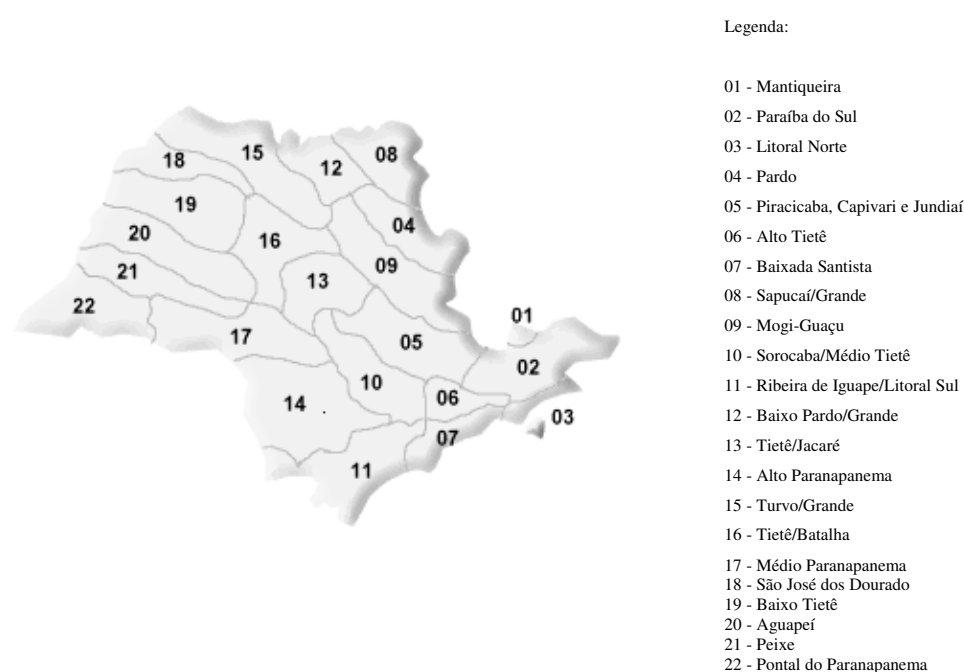 Legenda:
01 - Mantiqueira
02 - Paraíba do Sul
03 - Litoral Norte
04 - Pardo
05 - Piracicaba, Capivari e Jundiaí
06 - Alto Tietê
07 - Baixada Santista
08 - Sapucaí/Grande
09 - Mogi-Guaçu
10 - Sorocaba/Médio Tietê
11 - Ribeira de Iguape/Litoral Sul
12 - Baixo Pardo/Grande
13 - Tietê/Jacaré
14 - Alto Paranapanema
15 - Turvo/Grande
16 - Tietê/Batalha
17 - Médio Paranapanema
18 - São José dos Dourado
19 - Baixo Tietê
20 - Aguapeí
21 - Peixe
22 - Pontal do Paranapanema
15
08
18
12
19
04
20
16
09
21
13
22
01
17
05
02
10
06
14
03
07
11